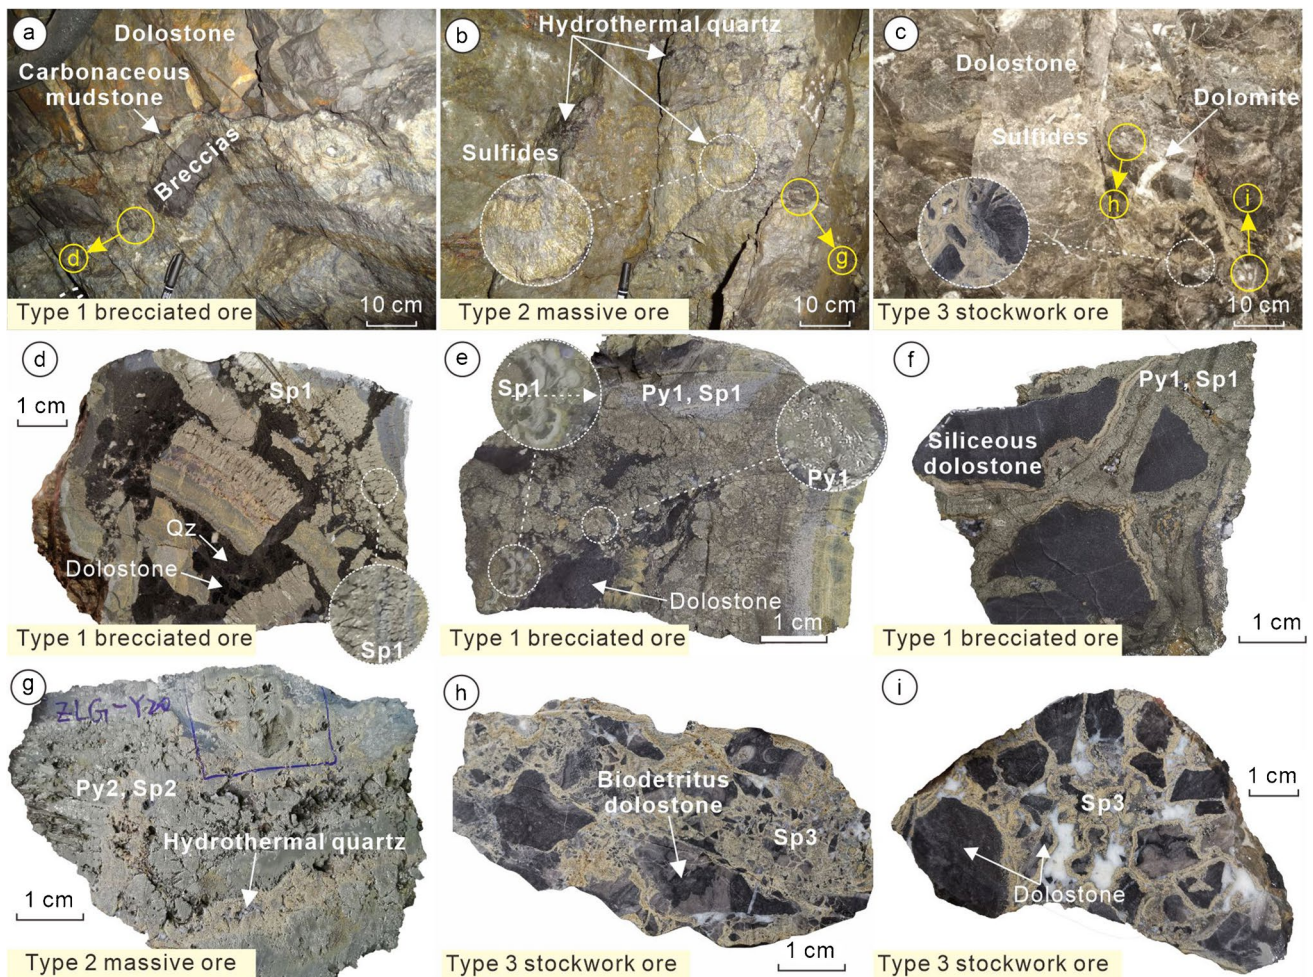 a
Dolostone
Carbonaceous
mudstone
Breccias
d
Type 1 brecciated ore
10 cm
b
Hydrothermal quartz
Sulfides
g
Type 2 massive ore
10 cm
c
Dolostone
Dolomite
Sulfides
h
i
Type 3 stockwork ore
10 cm
d
1 cm
Sp1
Qz
Dolostone
Sp1
Type 1 brecciated ore
e
Sp1
Py1, Sp1
Py1
Dolostone
Type 1 brecciated ore
1 cm
f
Py1, Sp1
Siliceous
dolostone
Type 1 brecciated ore
1 cm
g
ZLG-Y20
Py2, Sp2
Hydrothermal quartz
1 cm
Type 2 massive ore
h
Biodetritus
dolostone
Sp3
Type 3 stockwork ore
1 cm
i
1 cm
Sp3
Dolostone
Type 3 stockwork ore